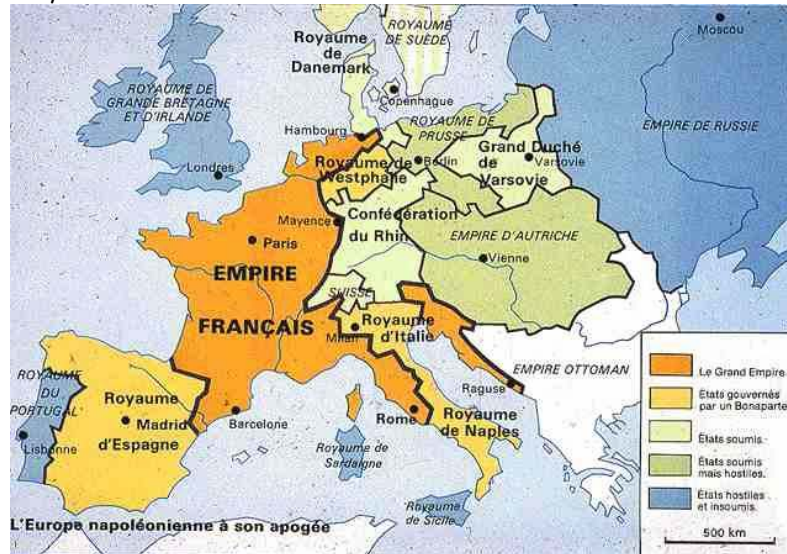 Royaume
de
Danemark
ROYAUME
DE SUÈDE
Moscou
ROYAUME DE
GRANDE BRETAGNE
ET D'IRLANDE
Copenhague
Hambourg
ROYAUME DE
PRUSSE
EMPIRE DE RUSSIE
Londres
Royaume de
Westphalie
Berlin
Grand Duché
de
Varsovie
Varsovie
Mayence
Confédération
du Rhin
Paris
EMPIRE D'AUTRICHE
Vienne
EMPIRE
FRANÇAIS
SUISSE
Milan
Royaume
d'Italie
EMPIRE OTTOMAN
Raguse
ROYAUME
DU
PORTUGAL
Lisbonne
Royaume
Madrid
d'Espagne
Barcelone
Rome
Royaume
de Naples
Royaume de
Sardaigne
Royaume
de Sicile
L'Europe napoléonienne à son apogée
Le Grand Empire.
États gouvernés
par un Bonaparte
États soumis.
États soumis
mais hostiles.
États hostiles
et insoumis.
500 km